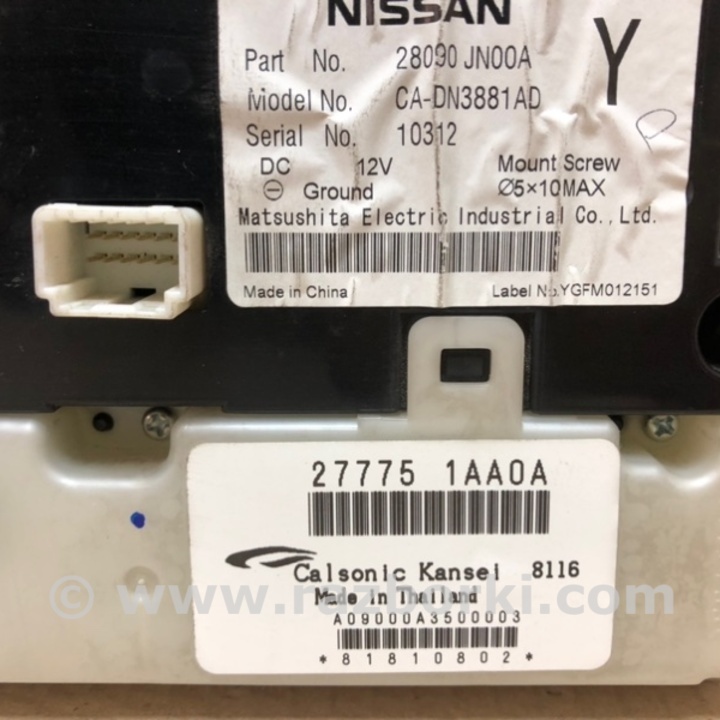 NISSAN
Part No. 28090 JN00A Y
Model No. CA-DN3881AD
Serial No. 10312
DC 12V Mount Screw
⊖ Ground Ø5×10MAX
Matsushita Electric Industrial Co., Ltd.
Made in China Label No. YGFM012151
27775 1AA0A
Calsonic Kansei 8116
Made in Thailand
© www.razborki.com
A09000A3500003
*81810802*